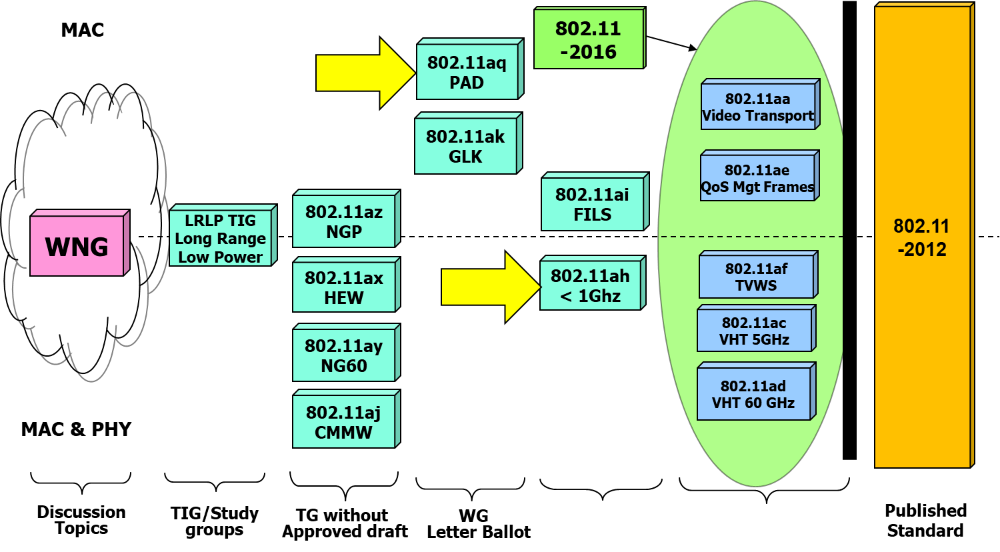 MAC
802.11aq
PAD
802.11
-2016
802.11aa
Video Transport
802.11ak
GLK
802.11ae
QoS Mgt Frames
802.11ai
FILS
802.11az
NGP
LRLP TIG
Long Range
Low Power
WNG
802.11
-2012
802.11ax
HEW
802.11ah
< 1Ghz
802.11af
TVWS
802.11ac
VHT 5GHz
802.11ay
NG60
802.11ad
VHT 60 GHz
802.11aj
CMMW
MAC & PHY
Discussion
Topics
TIG/Study
groups
TG without
Approved draft
WG
Letter Ballot
Published
Standard